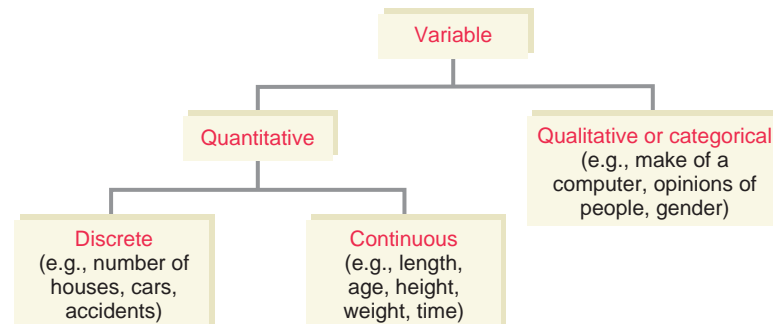 Variable
Quantitative
Qualitative or categorical
(e.g., make of a
computer, opinions of
people, gender)
Discrete
(e.g., number of
houses, cars,
accidents)
Continuous
(e.g., length,
age, height,
weight, time)